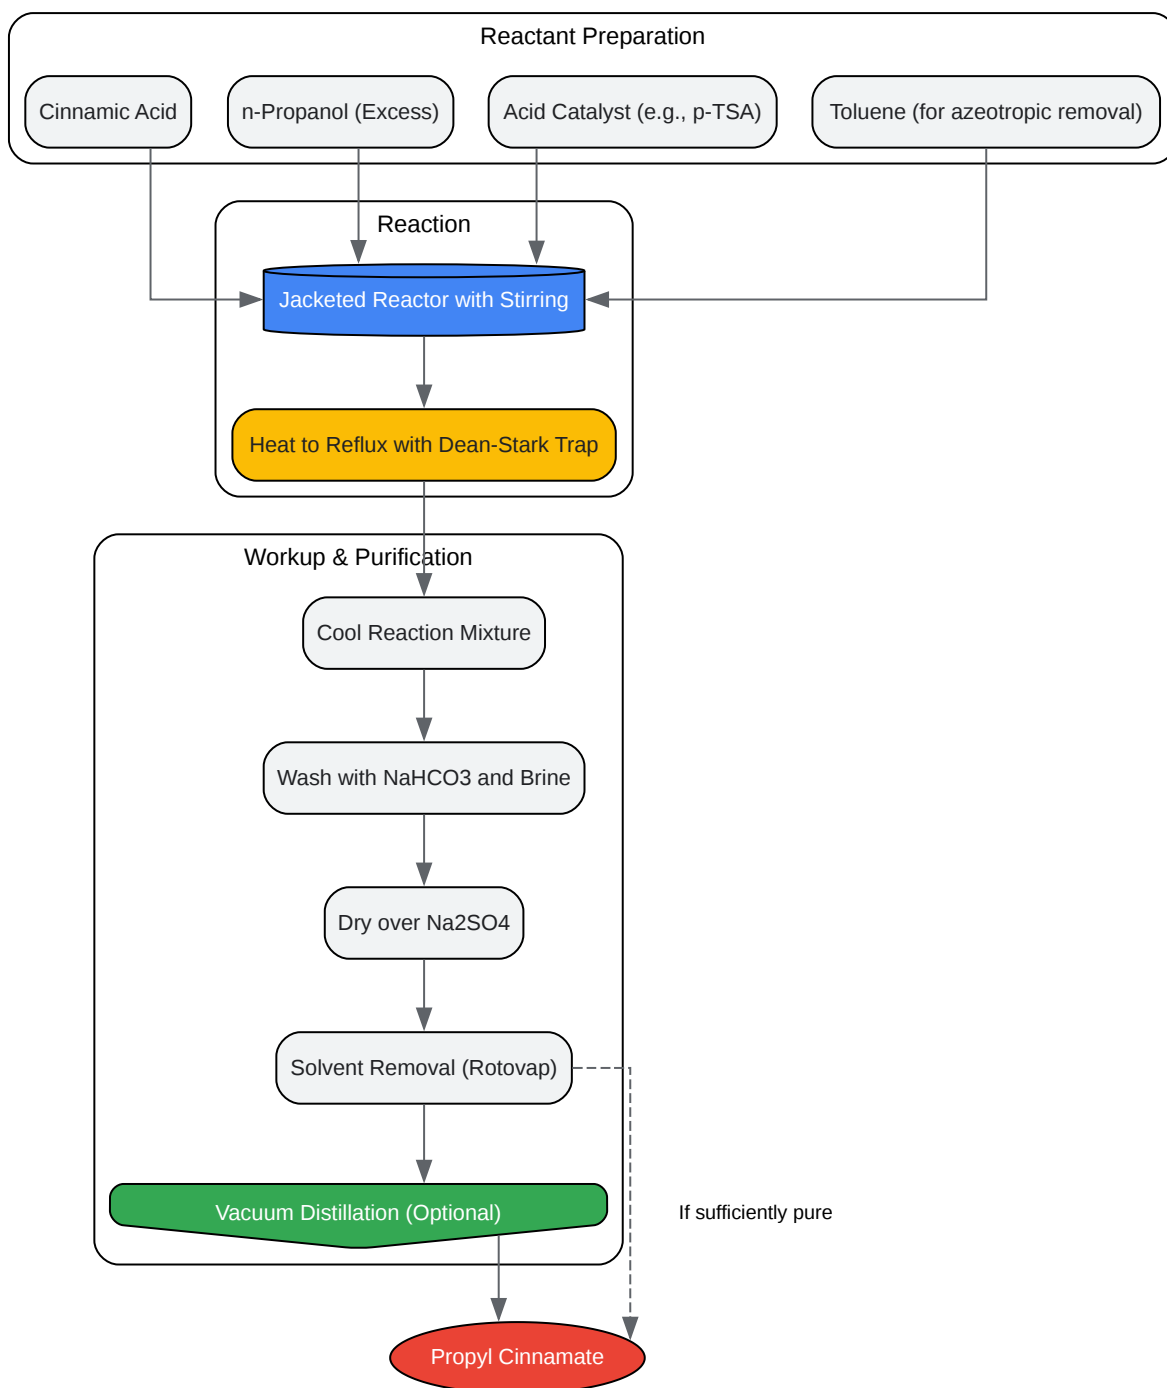 Reactant Preparation
Cinnamic Acid
n-Propanol (Excess)
Acid Catalyst (e.g., p-TSA)
Toluene (for azeotropic removal)
Reaction
Jacketed Reactor with Stirring
Heat to Reflux with Dean-Stark Trap
Workup & Purification
Cool Reaction Mixture
Wash with NaHCO3 and Brine
Dry over Na2SO4
Solvent Removal (Rotovap)
Vacuum Distillation (Optional)
If sufficiently pure
Propyl Cinnamate